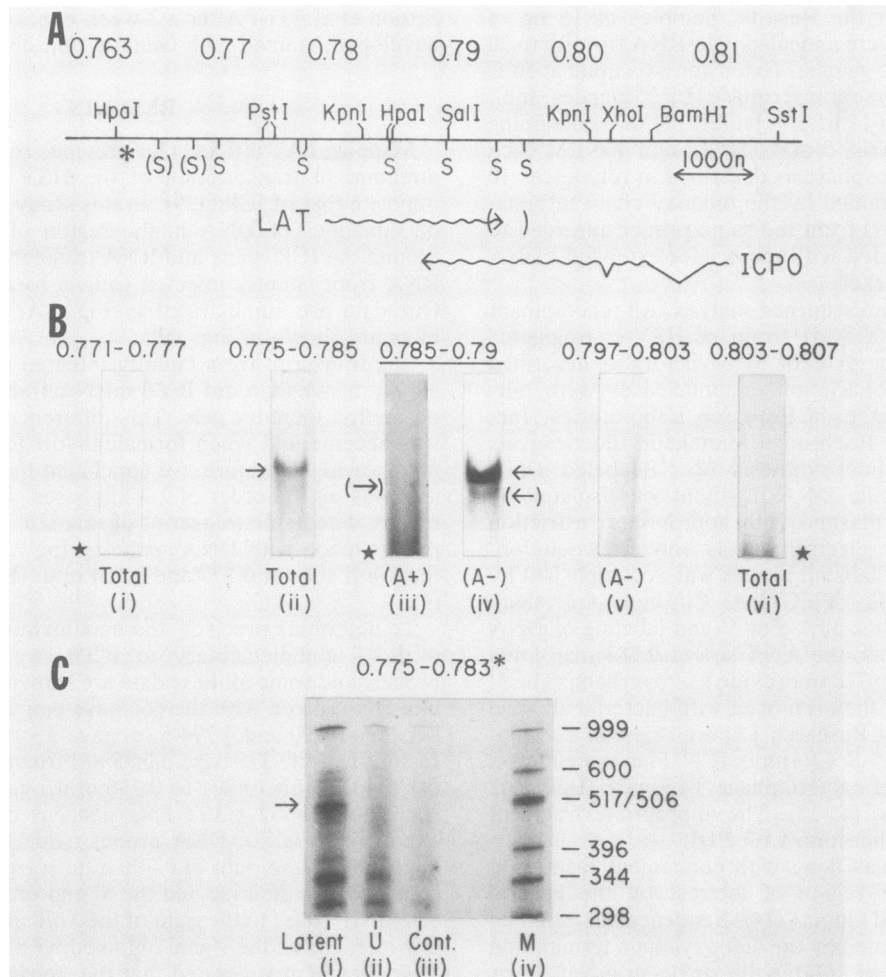 A
0.763 0.77 0.78 0.79 0.80 0.81
HpaI PstI KpnI HpaI SalI KpnI XhoI BamHI SstI
* (S) (S) S S S S 1000n
LAT ( )
ICPO
B
0.771-0.777 0.775-0.785 0.785-0.79 0.797-0.803 0.803-0.807
(→) (←)
★ Total Total ★ (A+) (A-) (A-) Total ★
(i) (ii) (iii) (iv) (v) (vi)
C
0.775-0.783*
999
600
517/506
396
344
298
Latent U Cont. M
(i) (ii) (iii) (iv)